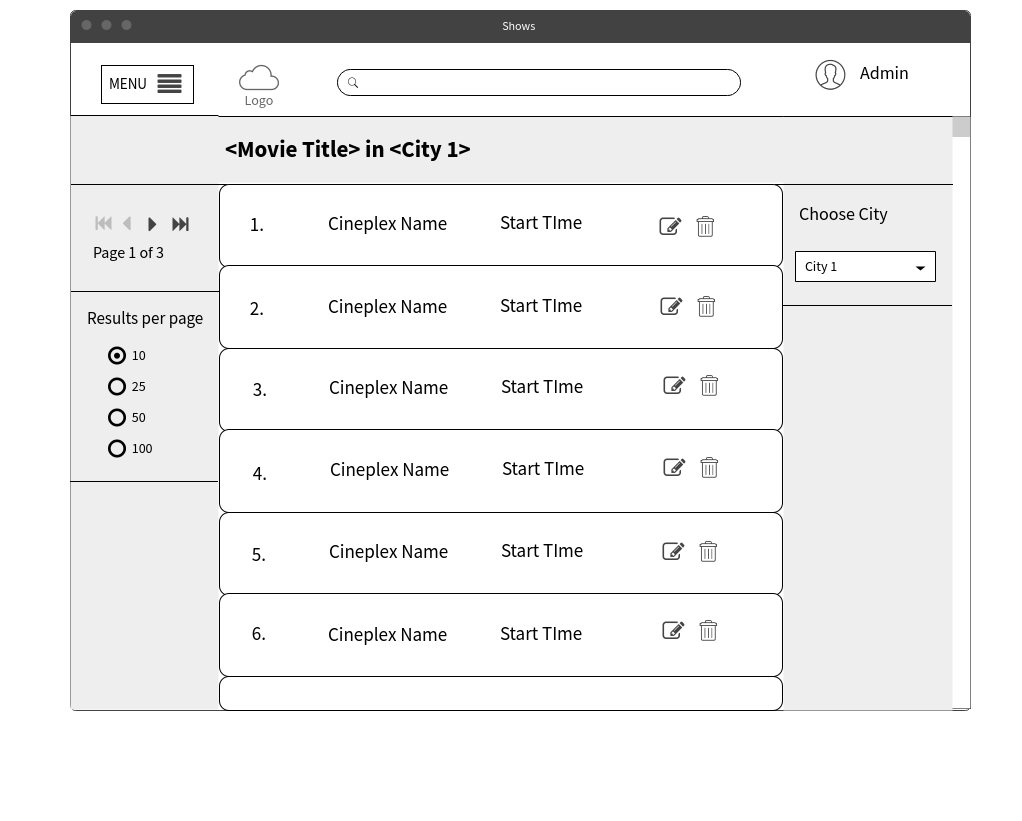 Shows
MENU
Logo
Admin
<Movie Title> in <City 1>
Page 1 of 3
Results per page
10
25
50
100
1. Cineplex Name Start TIme
2. Cineplex Name Start TIme
3. Cineplex Name Start TIme
4. Cineplex Name Start TIme
5. Cineplex Name Start TIme
6. Cineplex Name Start TIme
Choose City
City 1